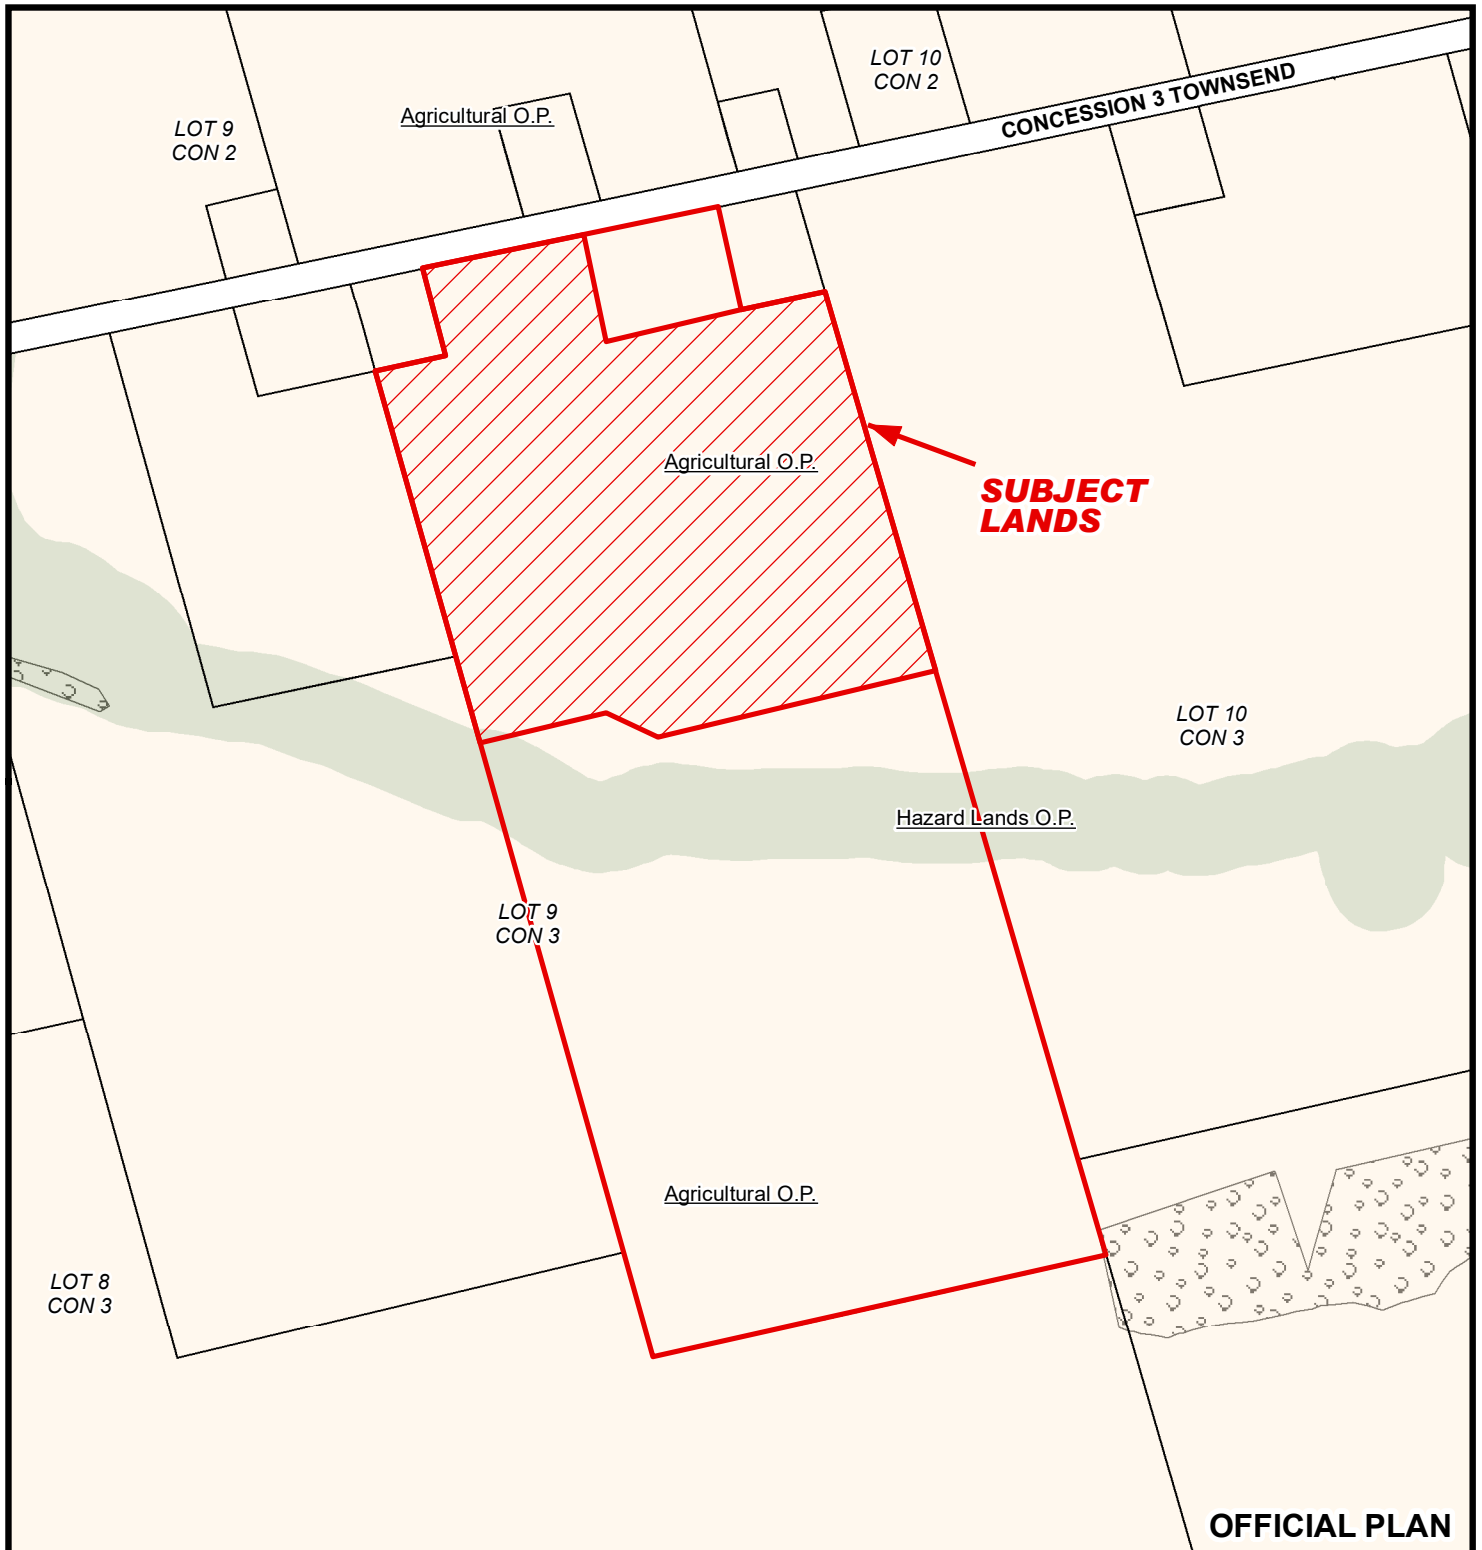 LOT 10
CON 2
CONCESSION 3 TOWNSEND
Agricultural O.P.
LOT 9
CON 2
Agricultural O.P.
SUBJECT
LANDS
LOT 10
CON 3
Hazard Lands O.P.
LOT 9
CON 3
Agricultural O.P.
LOT 8
CON 3
OFFICIAL PLAN